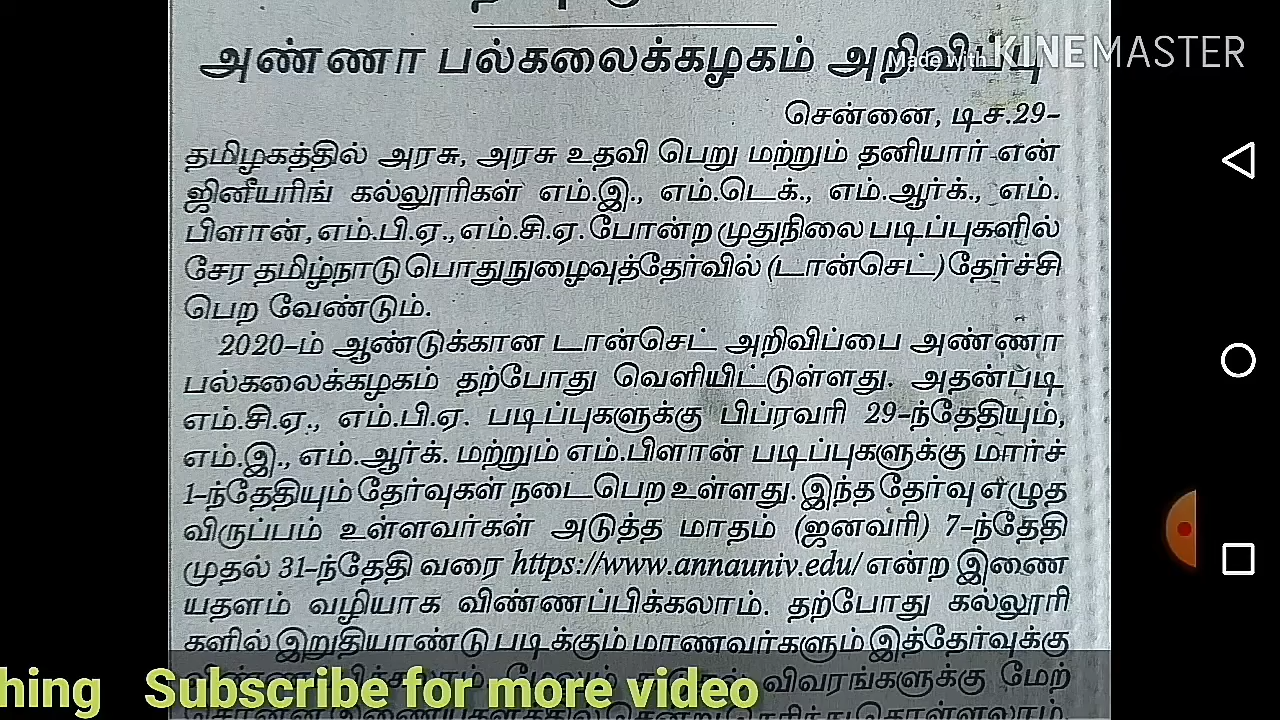 அண்ணா பல்கலைக்கழகம் அறிவிப்பு
Made with KINEMASTER
சென்னை, டிச.29-
தமிழகத்தில் அரசு, அரசு உதவி பெறு மற்றும் தனியார் என்
ஜினீயரிங் கல்லூரிகள் எம்.இ., எம்.டெக்., எம்.ஆர்க்., எம்.
பிளான், எம்.பி.ஏ., எம்.சி.ஏ. போன்ற முதுநிலை படிப்புகளில்
சேர தமிழ்நாடு பொதுநுழைவுத்தேர்வில் (டான்செட்) தேர்ச்சி
பெற வேண்டும்.
2020-ம் ஆண்டுக்கான டான்செட் அறிவிப்பை அண்ணா
பல்கலைக்கழகம் தற்போது வெளியிட்டுள்ளது. அதன்படி
எம்.சி.ஏ., எம்.பி.ஏ. படிப்புகளுக்கு பிப்ரவரி 29-ந்தேதியும்,
எம்.இ., எம்.ஆர்க். மற்றும் எம்.பிளான் படிப்புகளுக்கு மார்ச்
1-ந்தேதியும் தேர்வுகள் நடைபெற உள்ளது. இந்த தேர்வு எழுத
விருப்பம் உள்ளவர்கள் அடுத்த மாதம் (ஜனவரி) 7-ந்தேதி
முதல் 31-ந்தேதி வரை https://www.annauniv.edu/ என்ற இணை
யதளம் வழியாக விண்ணப்பிக்கலாம். தற்போது கல்லூரி
களில் இறுதியாண்டு படிக்கும் மாணவர்களும் இத்தேர்வுக்கு
விவரங்களுக்கு மேற்
hing Subscribe for more video